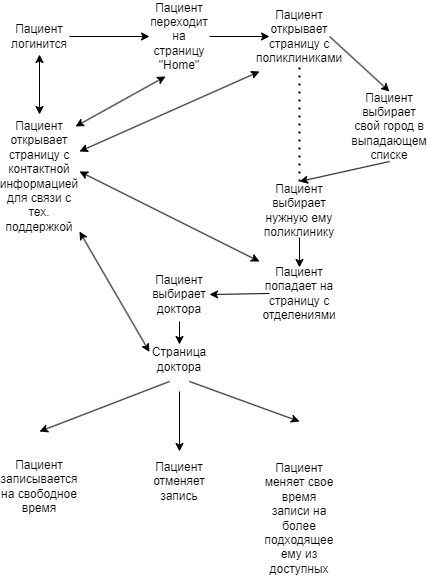 Пациент
логинится
Пациент
переходит
на
страницу
"Home"
Пациент
открывает
страницу с
поликлиниками
Пациент
выбирает
свой город в
выпадающем
списке
Пациент
открывает
страницу с
контактной
информацией
для связи с
тех.
поддержкой
Пациент
выбирает
нужную ему
поликлинику
Пациент
попадает на
страницу с
отделениями
Пациент
выбирает
доктора
Страница
доктора
Пациент
записывается
на свободное
время
Пациент
отменяет
запись
Пациент
меняет свое
время
записи на
более
подходящее
ему из
доступных